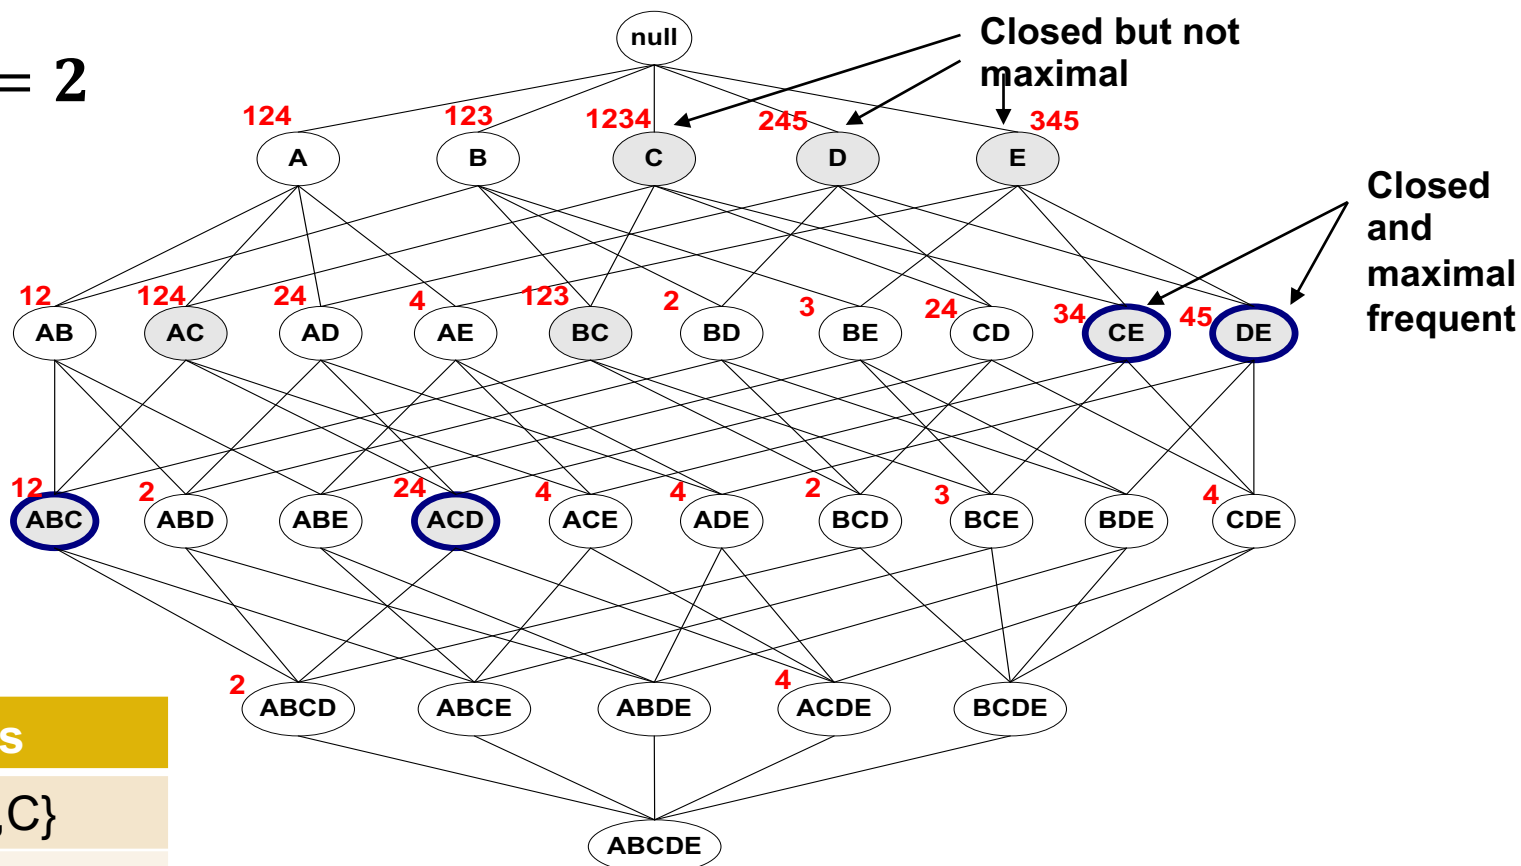 null
Closed but not
maximal
= 2
124 123 1234 245 345
A B C D E
Closed
and
maximal
frequent
12 124 24 4 123 2 3 24 34 45
AB AC AD AE BC BD BE CD CE DE
12 2 24 4 4 2 3 4
ABC ABD ABE ACD ACE ADE BCD BCE BDE CDE
2 4
ABCD ABCE ABDE ACDE BCDE
s
,C}
ABCDE